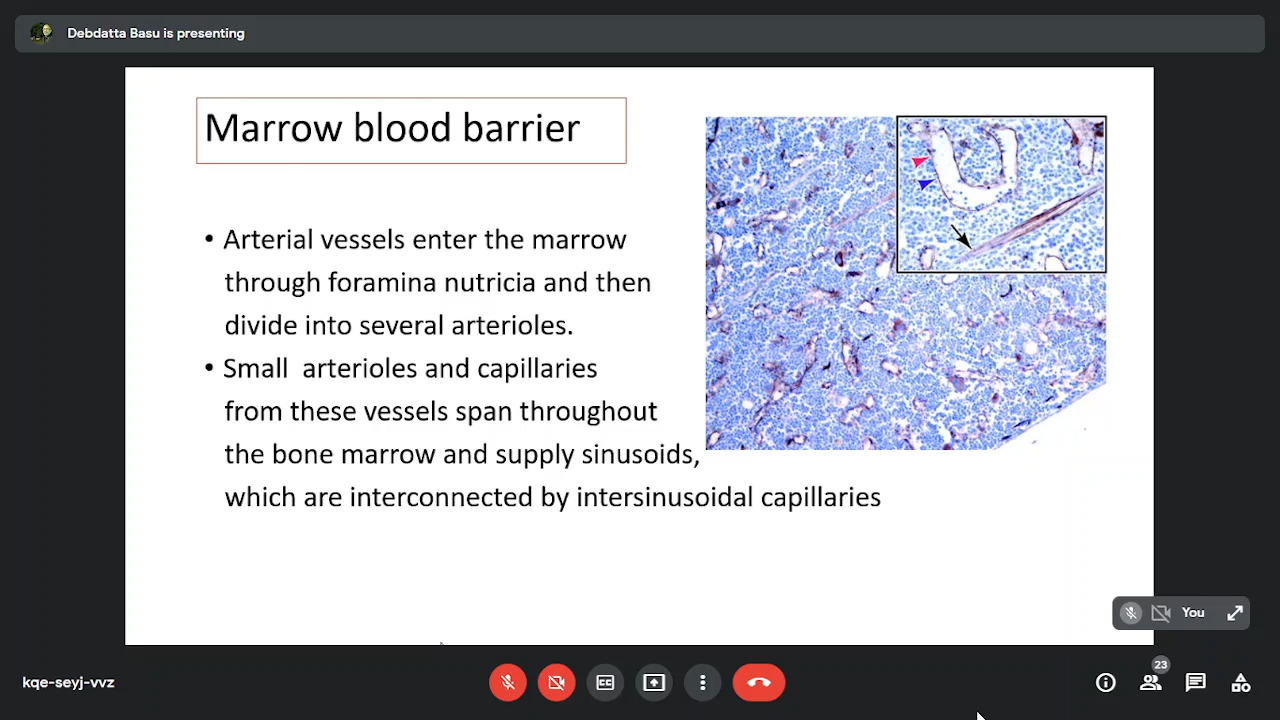 Debdatta Basu is presenting
Marrow blood barrier
• Arterial vessels enter the marrow
through foramina nutricia and then
divide into several arterioles.
• Small arterioles and capillaries
from these vessels span throughout
the bone marrow and supply sinusoids,
which are interconnected by intersinusoidal capillaries
You
23
kqe-seyj-vvz
CC